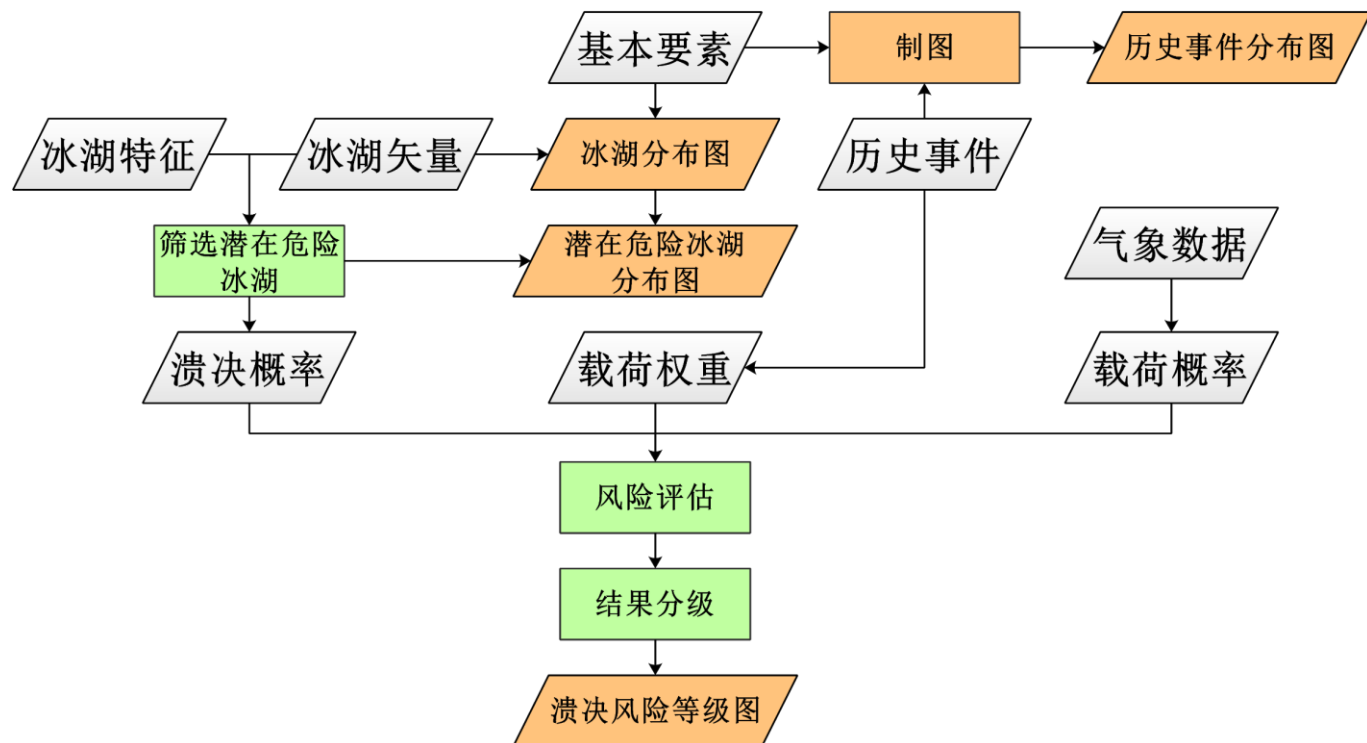 基本要素
制图
历史事件分布图
冰湖特征
冰湖矢量
冰湖分布图
历史事件
筛选潜在危险
冰湖
潜在危险冰湖
分布图
气象数据
溃决概率
载荷权重
载荷概率
风险评估
结果分级
溃决风险等级图